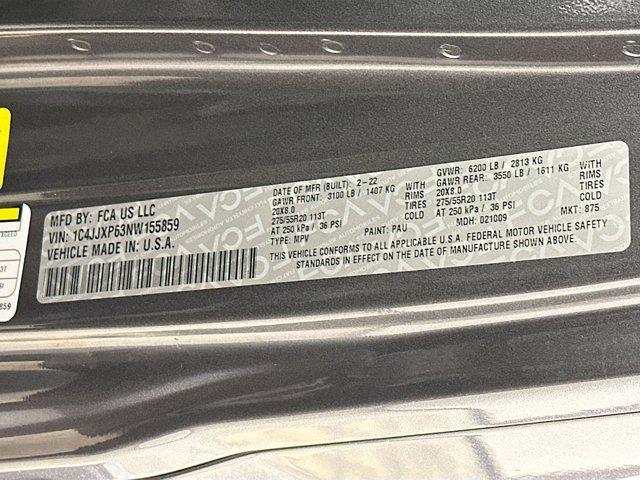 MFD BY: FCA US LLC
VIN: 1C4JJXP63NW155859
VEHICLE MADE IN U.S.A.
DATE OF MFR (BUILT): 2-22
GAWR FRONT: 3100 LB / 1407 KG WITH
20X8.0 RIMS
275/55R20 113T TIRES
AT 250 kPa / 36 PSI COLD
TYPE: MPV PAINT: PAU
GVWR: 6200 LB / 2813 KG
GAWR REAR: 3550 LB / 1611 KG WITH
20X8.0 RIMS
275/55R20 113T TIRES
AT 250 kPa / 36 PSI COLD
MDH: 021009 MKT: 875
THIS VEHICLE CONFORMS TO ALL APPLICABLE U.S.A. FEDERAL MOTOR VEHICLE SAFETY
STANDARDS IN EFFECT ON THE DATE OF MANUFACTURE SHOWN ABOVE.
EXCEED
3T
SI
5859